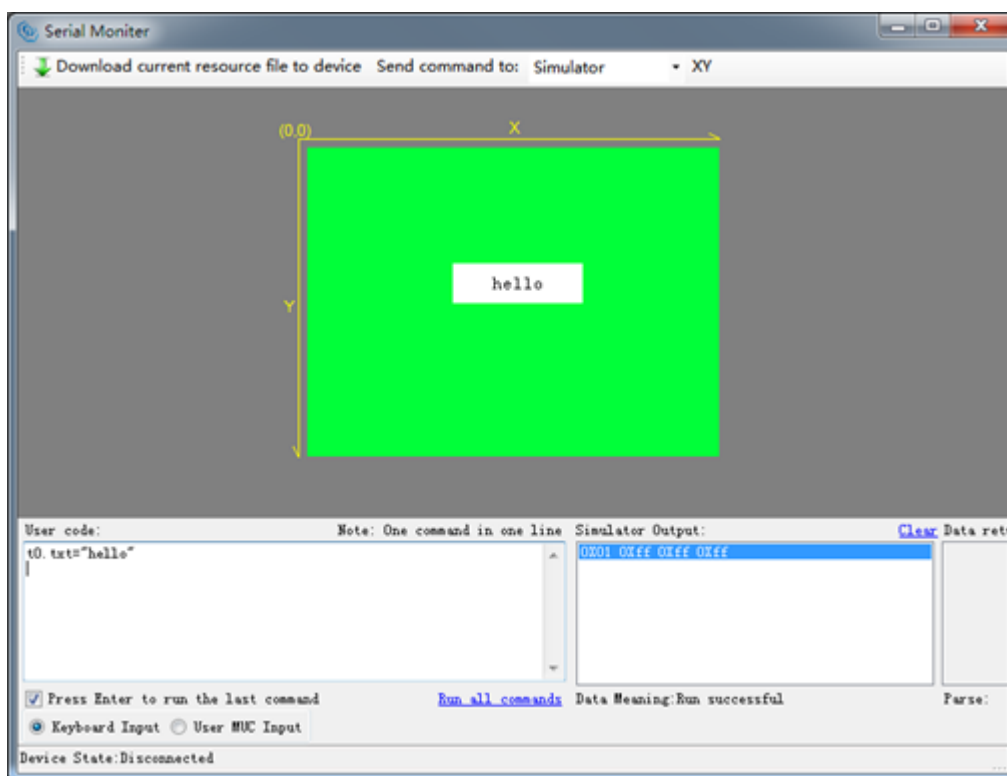 Serial Moniter
Download current resource file to device Send command to: Simulator XY
(0,0) X
Y
hello
User code: Note: One command in one line Simulator Output: Clear Data ret
t0.txt="hello" 0X01 0Xff 0Xff 0Xff
Press Enter to run the last command Run all commands Data Meaning:Run successful Parse:
Keyboard Input User MUC Input
Device State:Disconnected